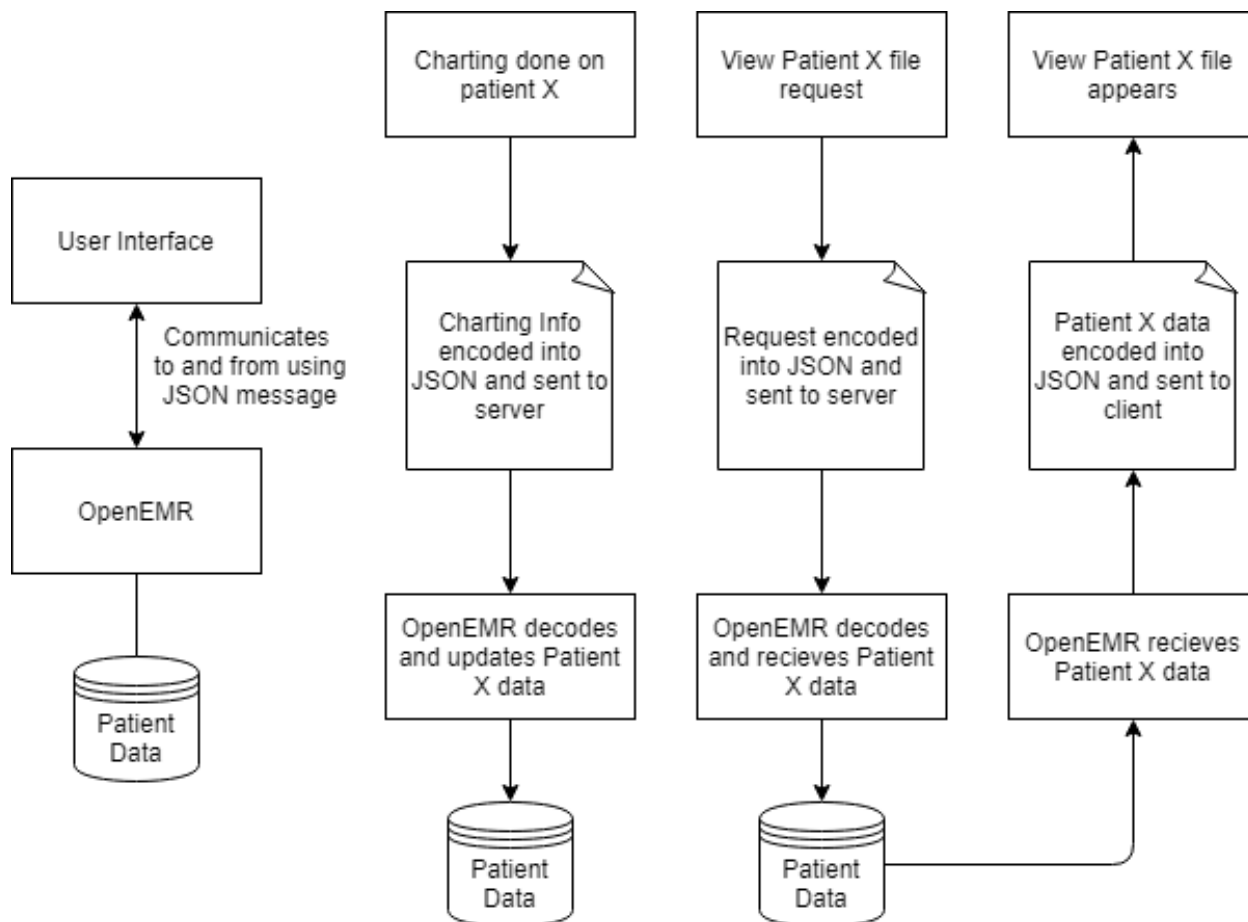 User Interface
Communicates
to and from using
JSON message
OpenEMR
Patient
Data
Charting done on
patient X
Charting Info
encoded into
JSON and sent to
server
OpenEMR decodes
and updates Patient
X data
Patient
Data
View Patient X file
request
Request encoded
into JSON and
sent to server
OpenEMR decodes
and recieves Patient
X data
Patient
Data
OpenEMR recieves
Patient X data
Patient X data
encoded into
JSON and sent to
client
View Patient X file
appears